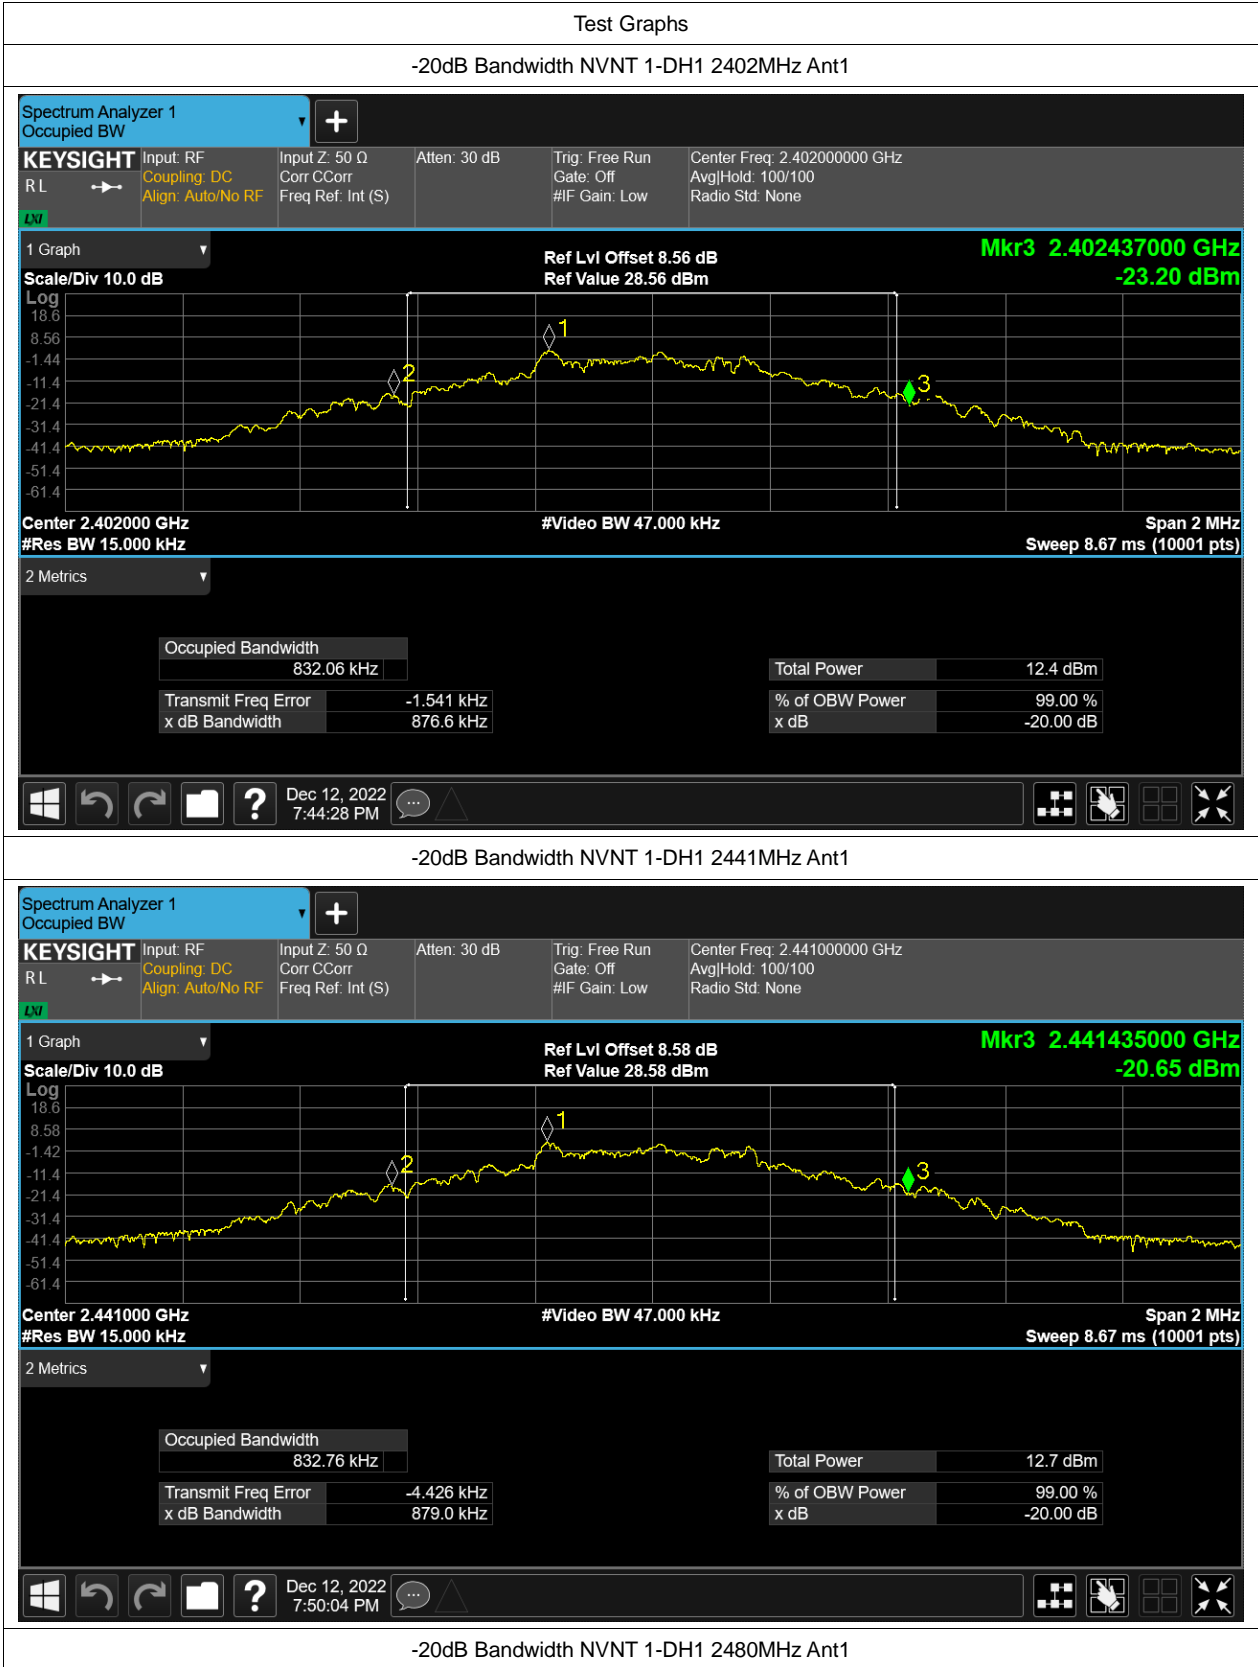 Test Graphs
-20dB Bandwidth NVNT 1-DH1 2402MHz Ant1
Spectrum Analyzer 1
Occupied BW
KEYSIGHT
R L
LXI
Input: RF
Coupling: DC
Align: Auto/No RF
Input Z: 50 Ω
Corr CCorr
Freq Ref: Int (S)
Atten: 30 dB
Trig: Free Run
Gate: Off
#IF Gain: Low
Center Freq: 2.402000000 GHz
Avg|Hold: 100/100
Radio Std: None
1 Graph
Scale/Div 10.0 dB
Ref Lvl Offset 8.56 dB
Ref Value 28.56 dBm
Mkr3 2.402437000 GHz
-23.20 dBm
Log
18.6
8.56
-1.44
-11.4
-21.4
-31.4
-41.4
-51.4
-61.4
1
2
3
Center 2.402000 GHz
#Video BW 47.000 kHz
Span 2 MHz
#Res BW 15.000 kHz
Sweep 8.67 ms (10001 pts)
2 Metrics
Occupied Bandwidth
832.06 kHz
Total Power 12.4 dBm
Transmit Freq Error -1.541 kHz
% of OBW Power 99.00 %
x dB Bandwidth 876.6 kHz
x dB -20.00 dB
?
Dec 12, 2022
7:44:28 PM
-20dB Bandwidth NVNT 1-DH1 2441MHz Ant1
Spectrum Analyzer 1
Occupied BW
KEYSIGHT
R L
LXI
Input: RF
Coupling: DC
Align: Auto/No RF
Input Z: 50 Ω
Corr CCorr
Freq Ref: Int (S)
Atten: 30 dB
Trig: Free Run
Gate: Off
#IF Gain: Low
Center Freq: 2.441000000 GHz
Avg|Hold: 100/100
Radio Std: None
1 Graph
Scale/Div 10.0 dB
Ref Lvl Offset 8.58 dB
Ref Value 28.58 dBm
Mkr3 2.441435000 GHz
-20.65 dBm
Log
18.6
8.58
-1.42
-11.4
-21.4
-31.4
-41.4
-51.4
-61.4
1
2
3
Center 2.441000 GHz
#Video BW 47.000 kHz
Span 2 MHz
#Res BW 15.000 kHz
Sweep 8.67 ms (10001 pts)
2 Metrics
Occupied Bandwidth
832.76 kHz
Total Power 12.7 dBm
Transmit Freq Error -4.426 kHz
% of OBW Power 99.00 %
x dB Bandwidth 879.0 kHz
x dB -20.00 dB
?
Dec 12, 2022
7:50:04 PM
-20dB Bandwidth NVNT 1-DH1 2480MHz Ant1